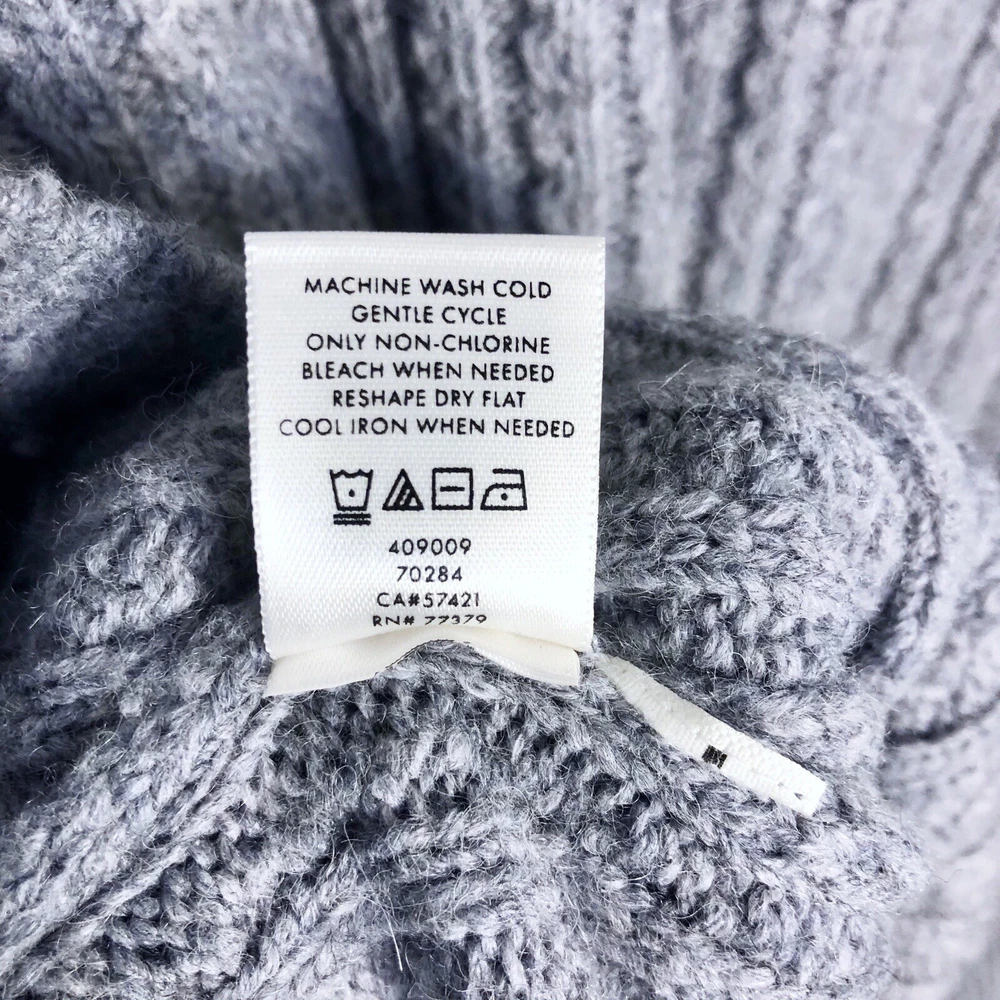 MACHINE WASH COLD
GENTLE CYCLE
ONLY NON-CHLORINE
BLEACH WHEN NEEDED
RESHAPE DRY FLAT
COOL IRON WHEN NEEDED
409009
70284
CA#57421
RN# 77379